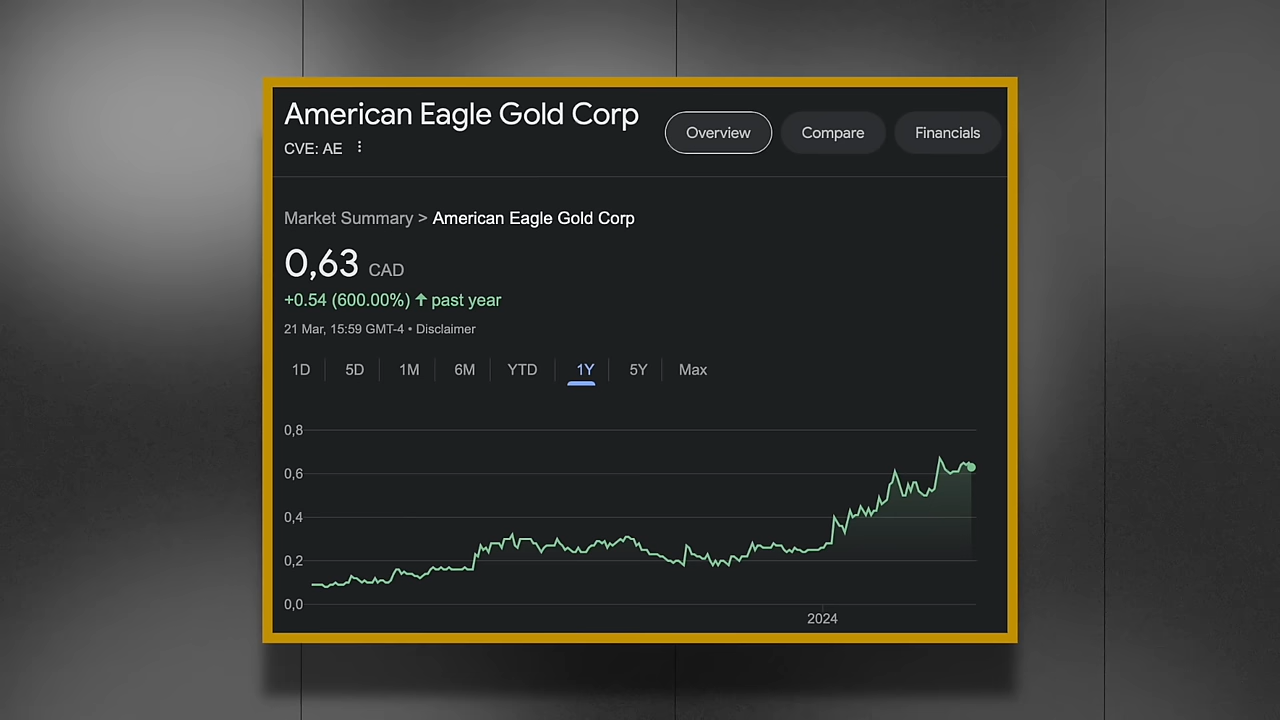 American Eagle Gold Corp
CVE: AE
Overview
Compare
Financials
Market Summary > American Eagle Gold Corp
0,63 CAD
+0.54 (600.00%) ↑ past year
21 Mar, 15:59 GMT-4 • Disclaimer
1D 5D 1M 6M YTD 1Y 5Y Max
0,8
0,6
0,4
0,2
0,0
2024